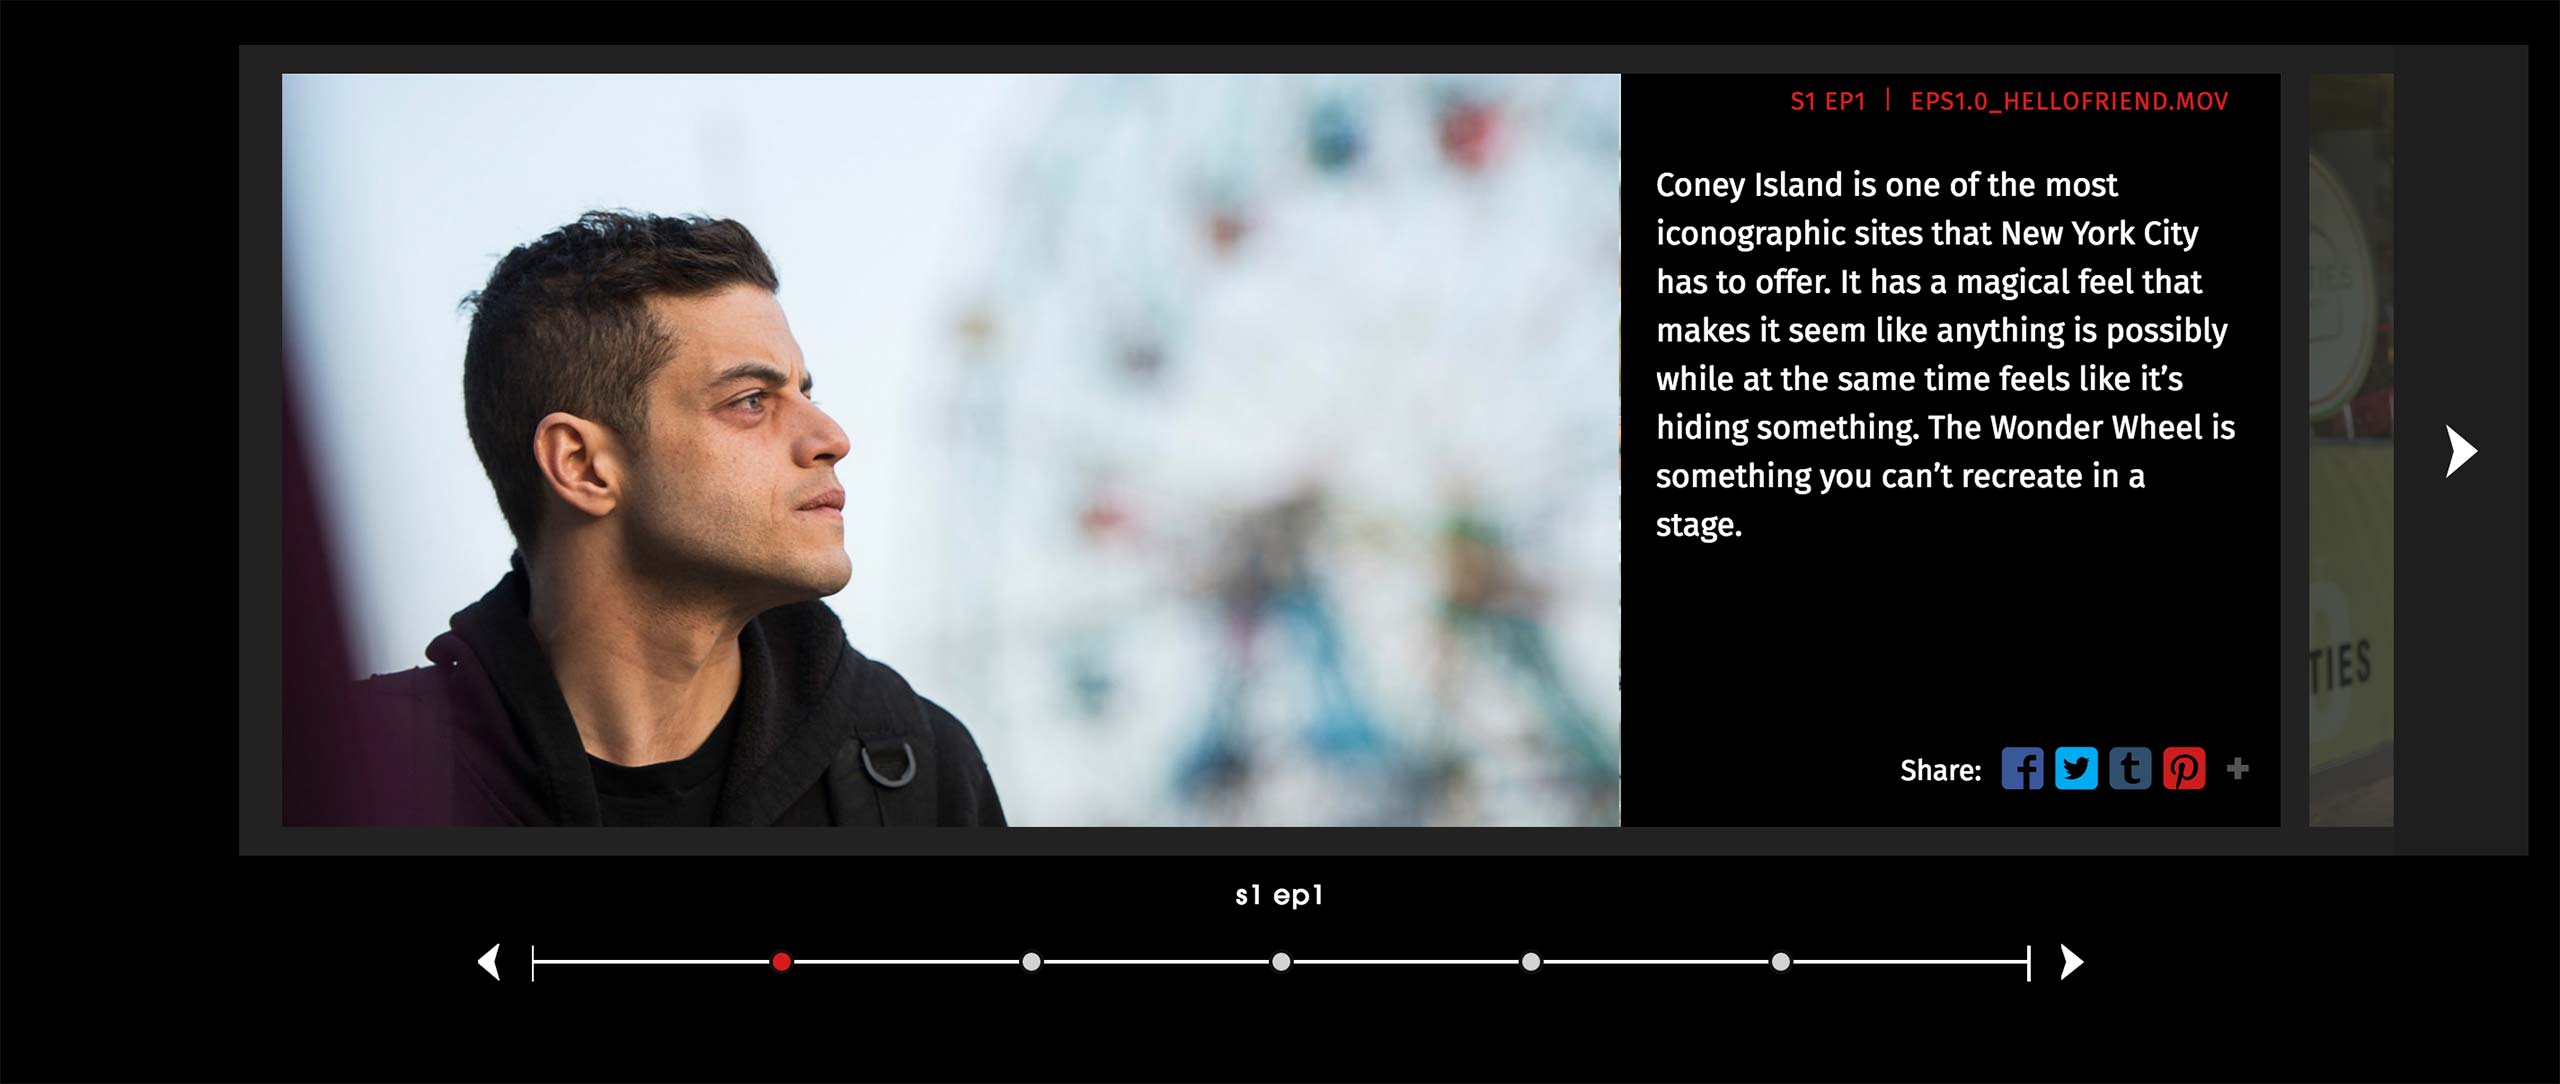 S1 EP1 | EPS1.0_HELLOFRIEND.MOV
Coney Island is one of the most
iconographic sites that New York City
has to offer. It has a magical feel that
makes it seem like anything is possibly
while at the same time feels like it’s
hiding something. The Wonder Wheel is
something you can’t recreate in a
stage.
TIES
TIES
Share:
s1 ep1